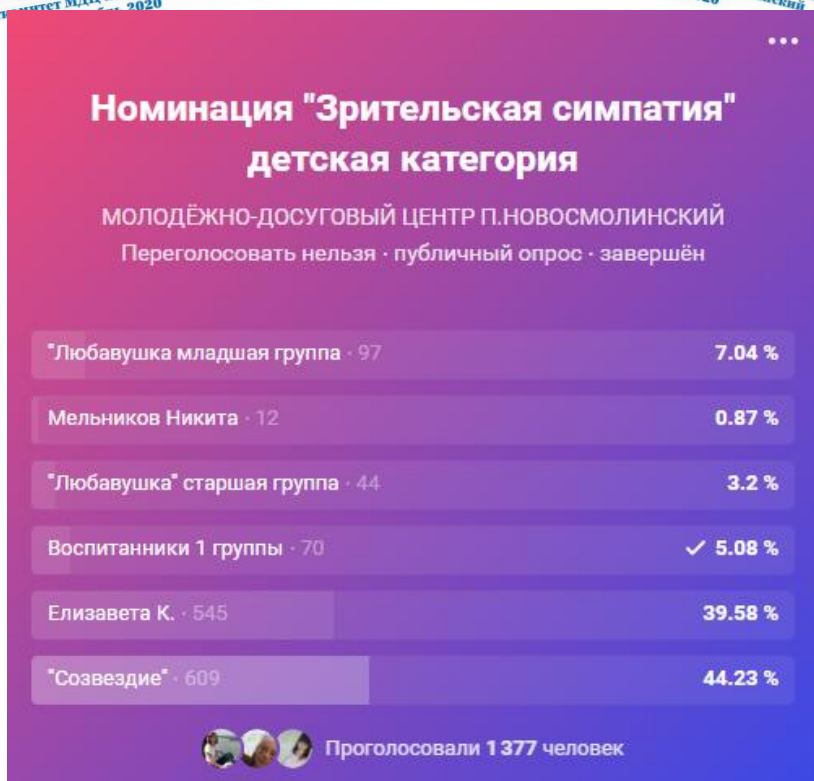 2020
Номинация "Зрительская симпатия"
детская категория
МОЛОДЁЖНО-ДОСУГОВЫЙ ЦЕНТР П.НОВОСМОЛИНСКИЙ
Переголосовать нельзя · публичный опрос · завершён
"Любавушка младшая группа · 97 7.04 %
Мельников Никита · 12 0.87 %
"Любавушка" старшая группа · 44 3.2 %
Воспитанники 1 группы · 70 5.08 %
Елизавета К. · 545 39.58 %
"Созвездие" · 609 44.23 %
Проголосовали 1377 человек